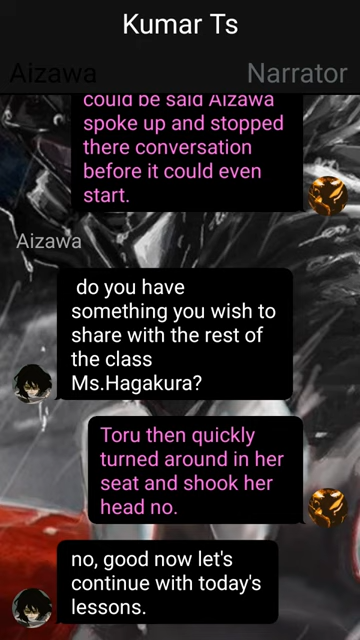 Kumar Ts
Aizawa
Narrator
could be said Aizawa
spoke up and stopped
there conversation
before it could even
start.
Aizawa
do you have
something you wish to
share with the rest of
the class
Ms.Hagakura?
Toru then quickly
turned around in her
seat and shook her
head no.
no, good now let's
continue with today's
lessons.